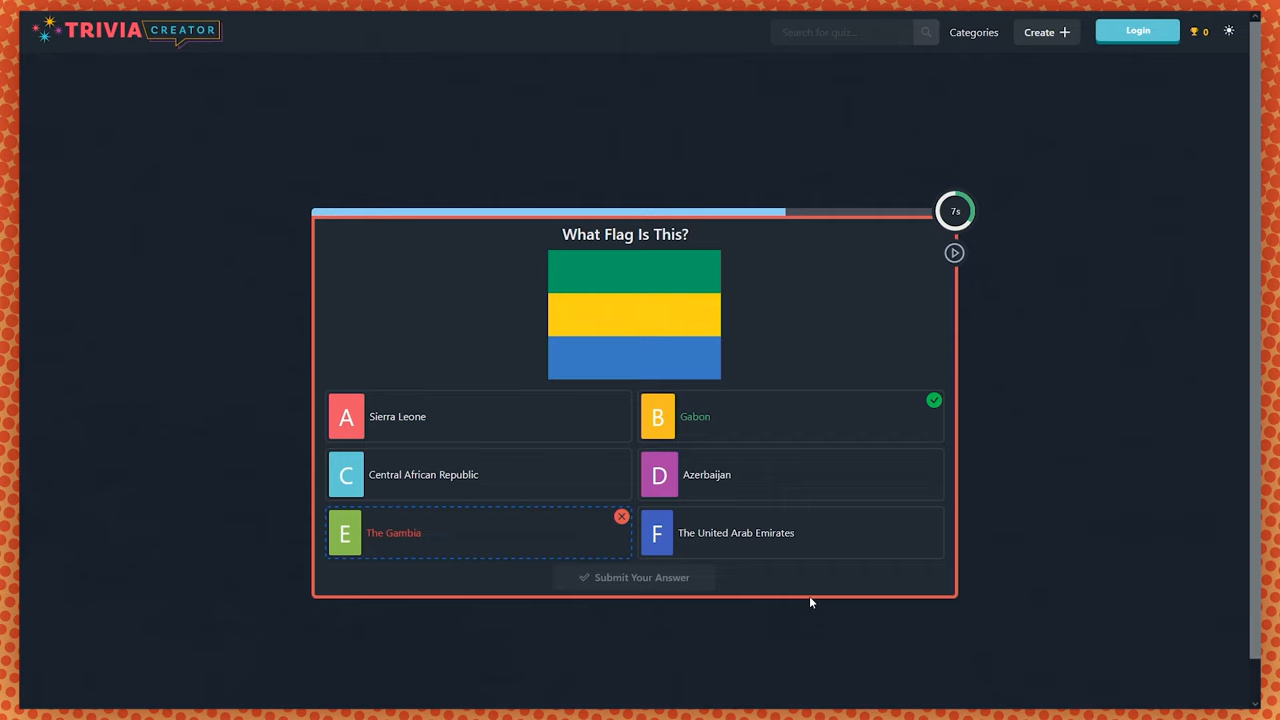 TRIVIA CREATOR
Search for quiz...
Categories
Create
Login
0
7s
What Flag Is This?
A Sierra Leone
B Gabon
C Central African Republic
D Azerbaijan
E The Gambia
F The United Arab Emirates
Submit Your Answer